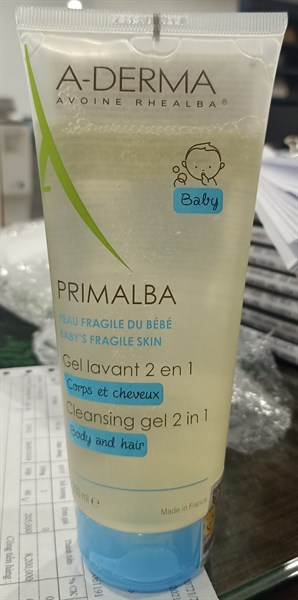 A-DERMA
AVOINE RHEALBA®
Baby
PRIMALBA
PEAU FRAGILE DU BÉBÉ
BABY'S FRAGILE SKIN
Gel lavant 2 en 1
Corps et cheveux
Cleansing gel 2 in 1
Body and hair
ml e
Made in France